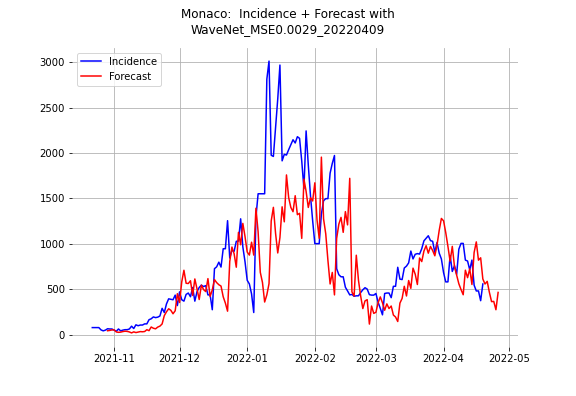 Monaco:  Incidence + Forecast with
WaveNet_MSE0.0029_20220409
Incidence
Forecast
3000
2500
2000
1500
1000
500
0
2021-11 2021-12 2022-01 2022-02 2022-03 2022-04 2022-05